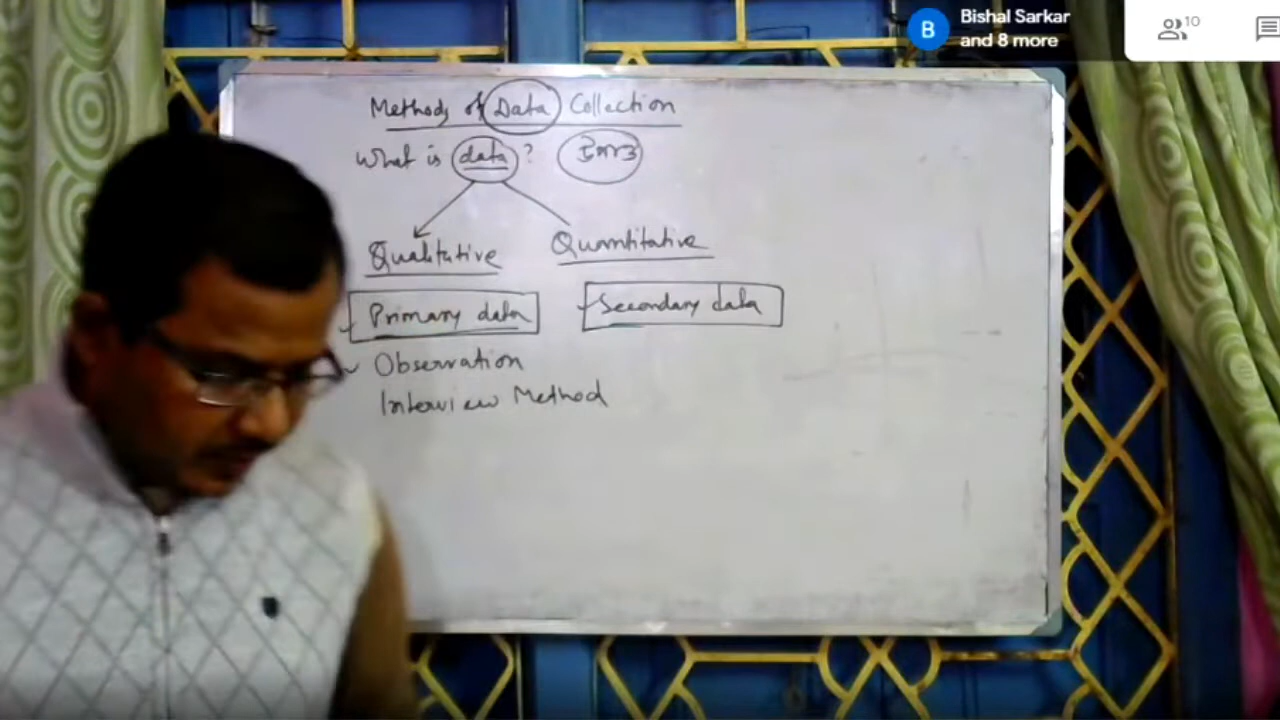 Bishal Sarkar
and 8 more
10
B
Methods of Data Collection
What is data?
Qualitative Quantitative
Primary data Secondary data
Observation
Interview Method